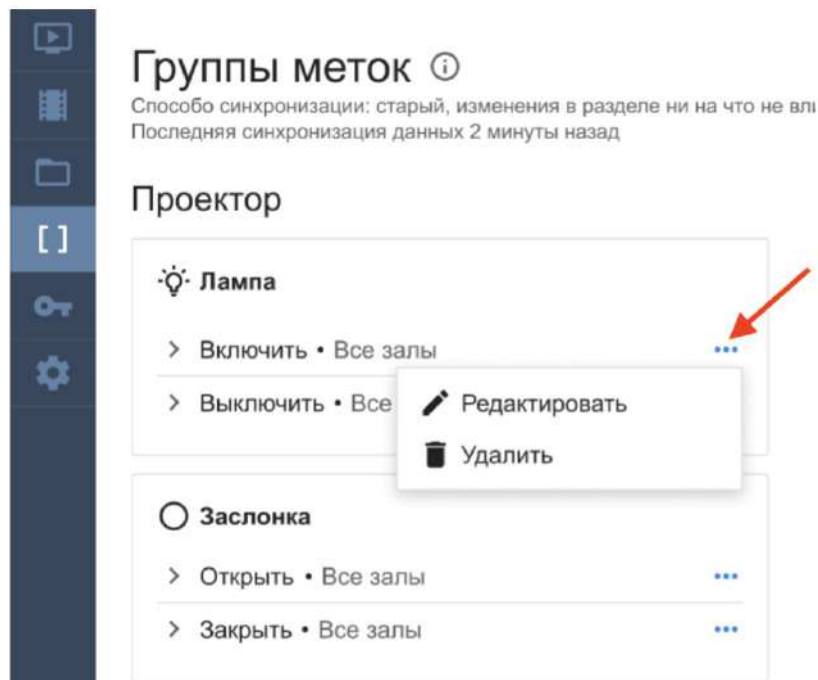 Группы меток
Способо синхронизации: старый, изменения в разделе ни на что не
Последняя синхронизация данных 2 минуты назад
Проектор
[ ]
Лампа
Включить • Все залы
Выключить • Все
Редактировать
Удалить
Заслонка
Открыть • Все залы
Закрыть • Все залы